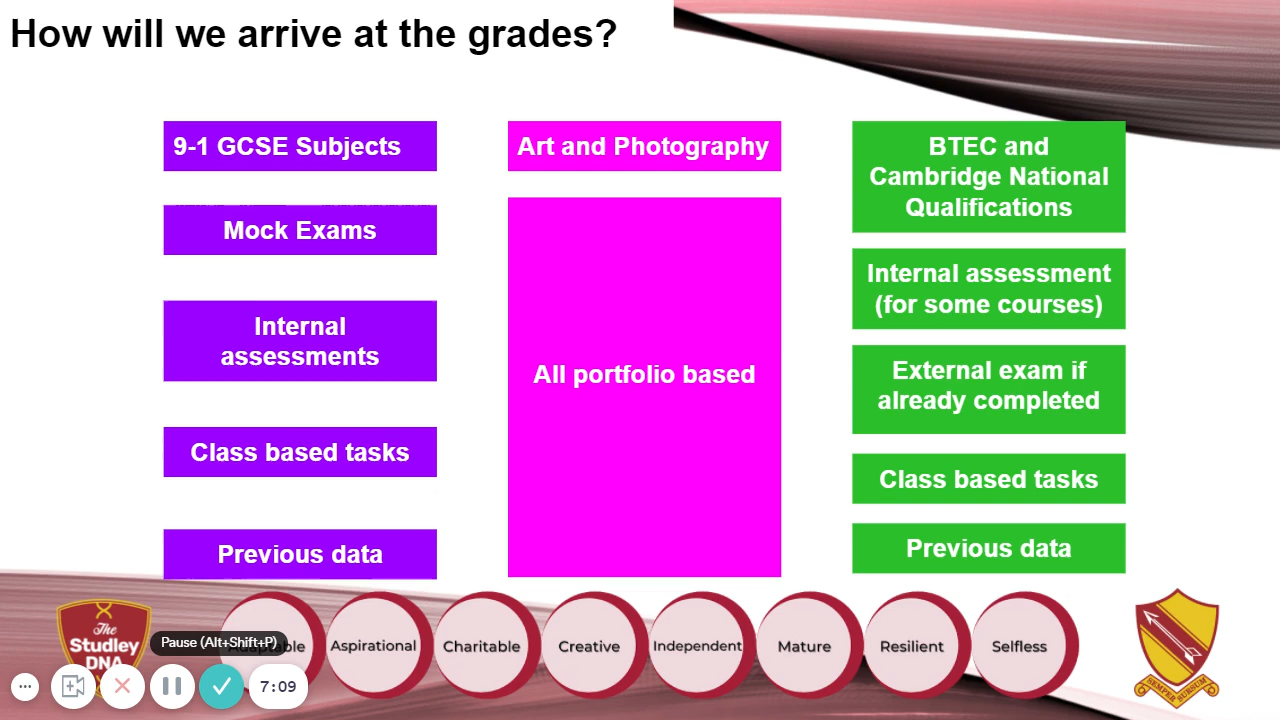 How will we arrive at the grades?
9-1 GCSE Subjects
Mock Exams
Internal
assessments
Class based tasks
Previous data
Art and Photography
All portfolio based
BTEC and
Cambridge National
Qualifications
Internal assessment
(for some courses)
External exam if
already completed
Class based tasks
Previous data
The
Studley
DNA
Pause (Alt+Shift+P)
Adaptable
Aspirational
Charitable
Creative
Independent
Mature
Resilient
Selfless
7:09
SEMPER SURSUM